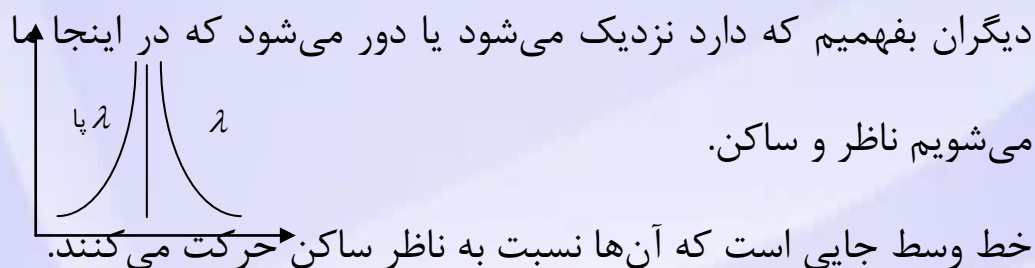 دیگران بفهمیم که دارد نزدیک می‌شود یا دور می‌شود که در اینجا ما
λ پا λ
می‌شویم ناظر و ساکن.
خط وسط جایی است که آن‌ها نسبت به ناظر ساکن حرکت می‌کنند.